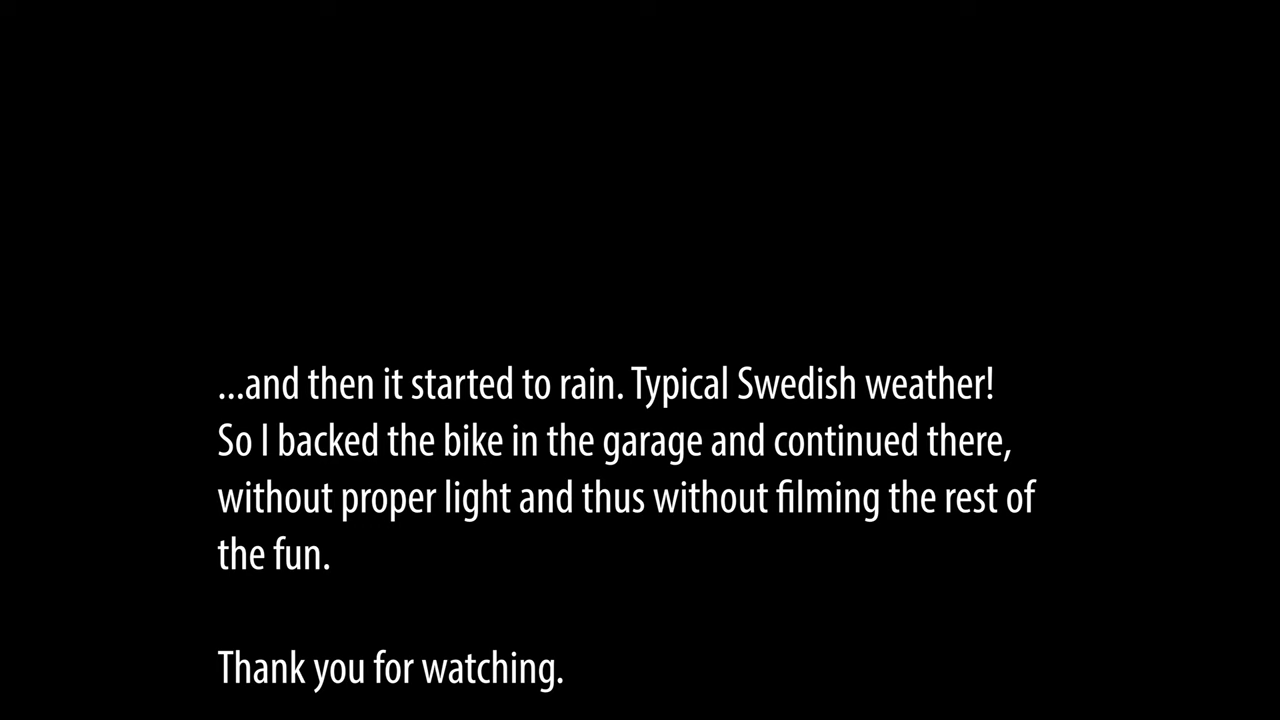 ...and then it started to rain. Typical Swedish weather!
So I backed the bike in the garage and continued there,
without proper light and thus without filming the rest of
the fun.
Thank you for watching.